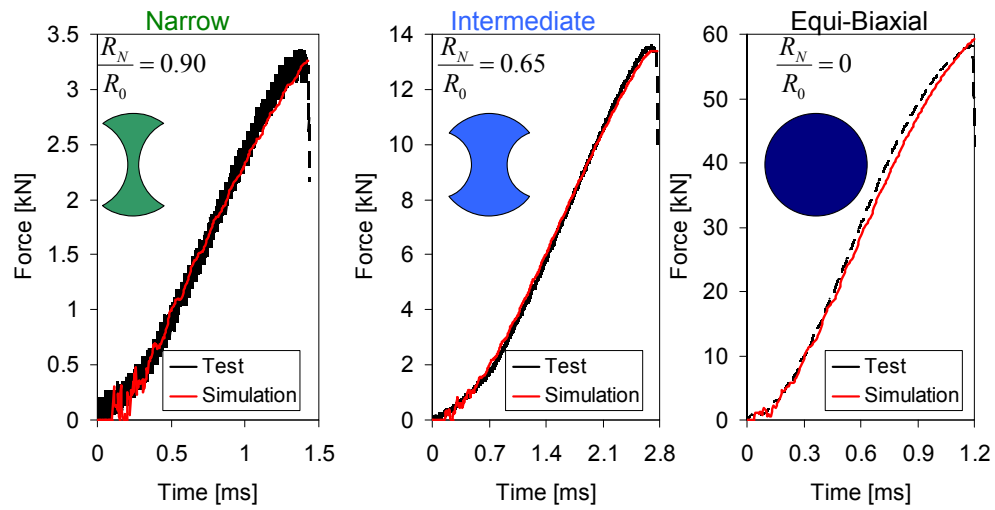 Narrow
R_N/R_0 = 0.90
3.5
3
2.5
2
1.5
1
0.5
0
Force [kN]
Test
Simulation
0 0.5 1 1.5
Time [ms]
Intermediate
R_N/R_0 = 0.65
14
12
10
8
6
4
2
0
Force [kN]
Test
Simulation
0 0.7 1.4 2.1 2.8
Time [ms]
Equi-Biaxial
R_N/R_0 = 0
60
50
40
30
20
10
0
Force [kN]
Test
Simulation
0 0.3 0.6 0.9 1.2
Time [ms]